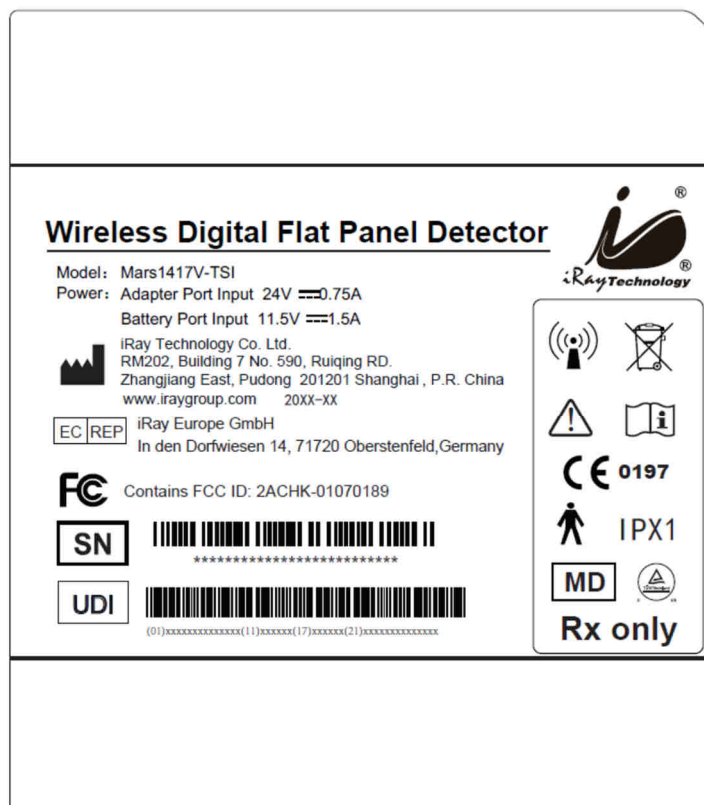 Wireless Digital Flat Panel Detector
Model: Mars1417V-TSI
Power: Adapter Port Input 24V 0.75A
Battery Port Input 11.5V 1.5A
iRay Technology Co. Ltd.
RM202, Building 7 No. 590, Ruiqing RD.
Zhangjiang East, Pudong 201201 Shanghai , P.R. China
www.iraygroup.com 20XX-XX
EC REP
iRay Europe GmbH
In den Dorfwiesen 14, 71720 Oberstenfeld,Germany
FC Contains FCC ID: 2ACHK-01070189
SN
**************************
UDI
(01)xxxxxxxxxxxxxx(11)xxxxxx(17)xxxxxx(21)xxxxxxxxxxxxxx
®
®
iRay Technology
CE 0197
IPX1
MD
Rx only